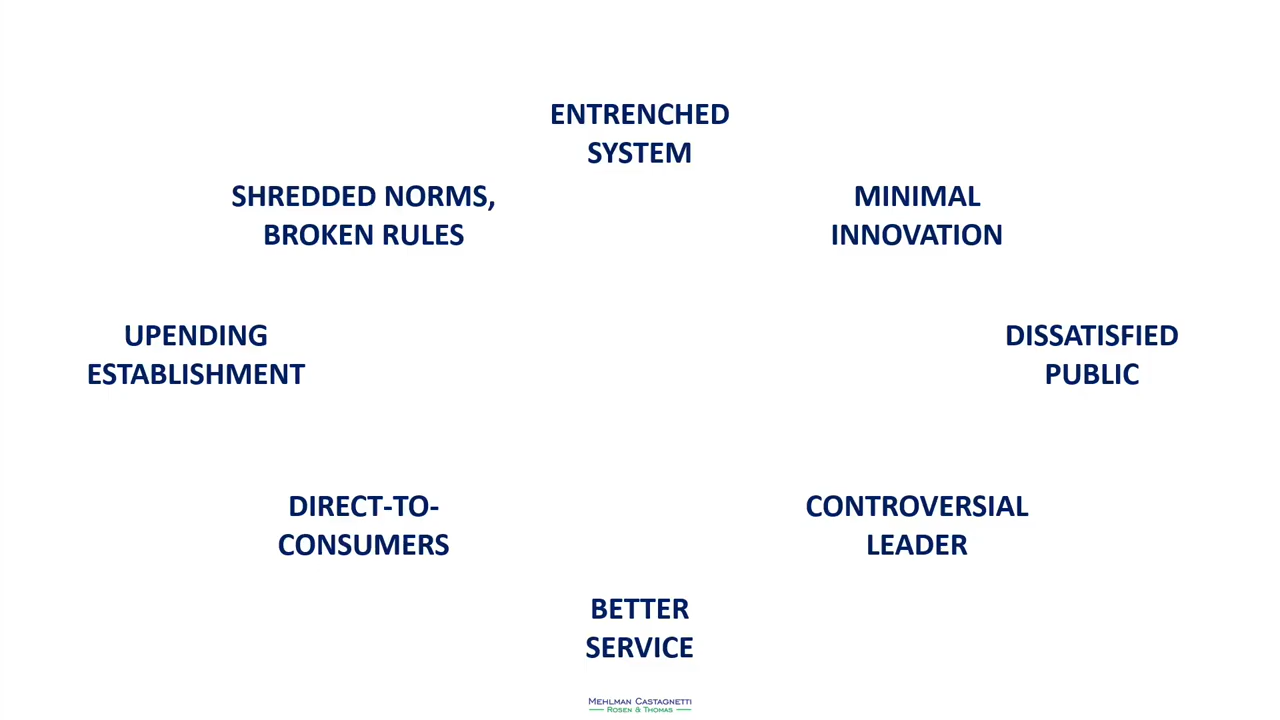 ENTRENCHED
SYSTEM
SHREDDED NORMS,
BROKEN RULES
MINIMAL
INNOVATION
UPENDING
ESTABLISHMENT
DISSATISFIED
PUBLIC
DIRECT-TO-
CONSUMERS
CONTROVERSIAL
LEADER
BETTER
SERVICE
MEHLMAN CASTAGNETTI
ROSEN & THOMAS